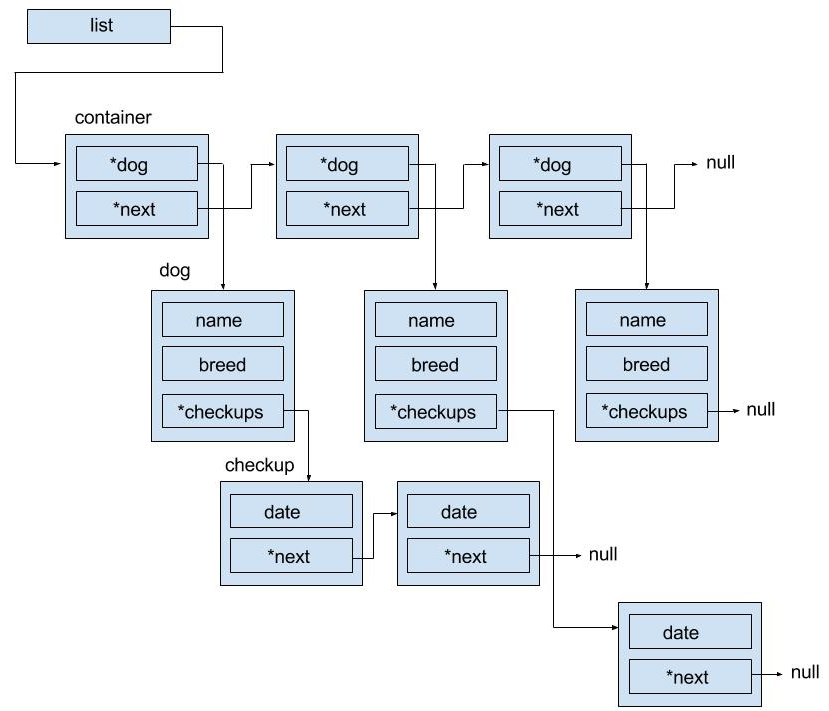 list
container
*dog
*next
*dog
*next
*dog
*next
null
dog
name
breed
*checkups
name
breed
*checkups
name
breed
*checkups
null
checkup
date
*next
date
*next
null
date
*next
null